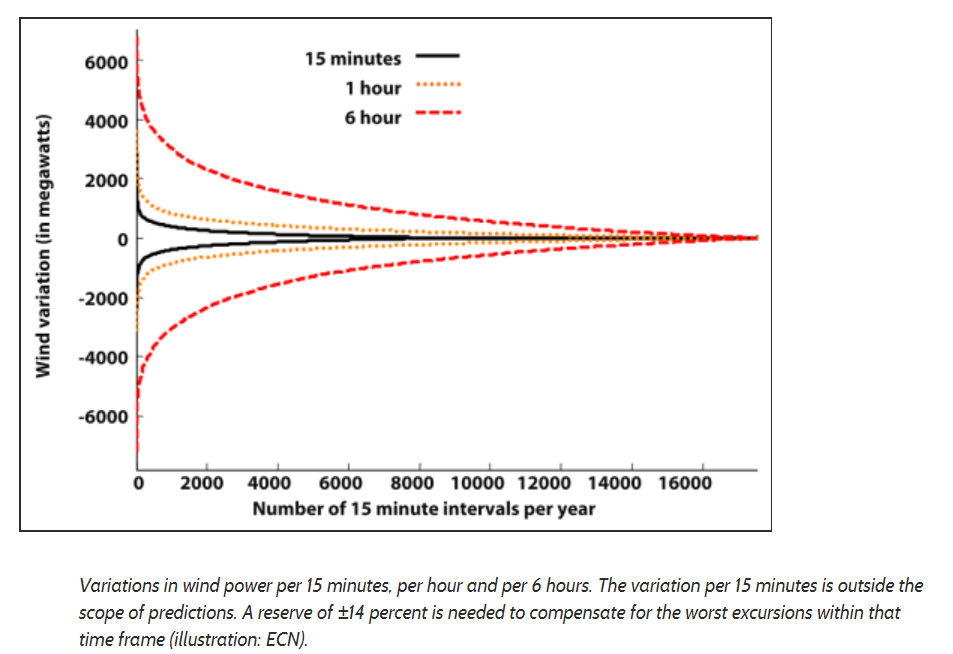 6000
4000
2000
0
-2000
-4000
-6000
Wind variation (in megawatts)
15 minutes
1 hour
6 hour
0 2000 4000 6000 8000 10000 12000 14000 16000
Number of 15 minute intervals per year
Variations in wind power per 15 minutes, per hour and per 6 hours. The variation per 15 minutes is outside the
scope of predictions. A reserve of ±14 percent is needed to compensate for the worst excursions within that
time frame (illustration: ECN).